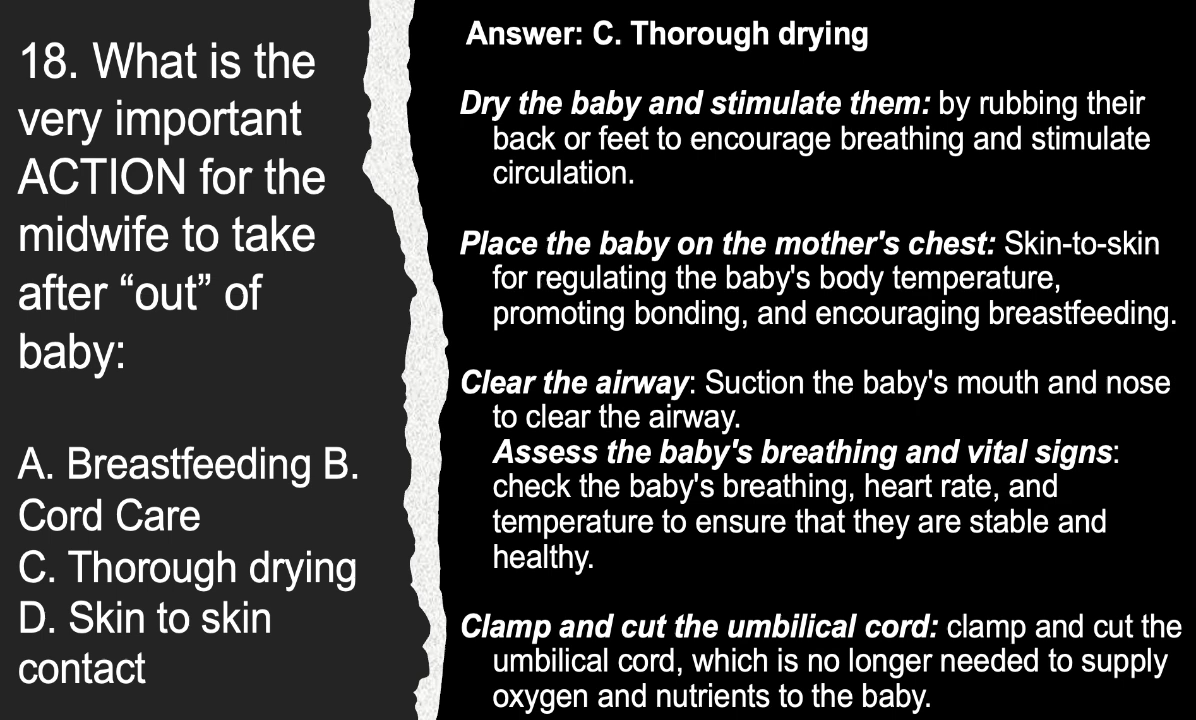 18. What is the
very important
ACTION for the
midwife to take
after “out” of
baby:
A. Breastfeeding B.
Cord Care
C. Thorough drying
D. Skin to skin
contact
Answer: C. Thorough drying
Dry the baby and stimulate them: by rubbing their
back or feet to encourage breathing and stimulate
circulation.
Place the baby on the mother's chest: Skin-to-skin
for regulating the baby's body temperature,
promoting bonding, and encouraging breastfeeding.
Clear the airway: Suction the baby's mouth and nose
to clear the airway.
Assess the baby's breathing and vital signs:
check the baby's breathing, heart rate, and
temperature to ensure that they are stable and
healthy.
Clamp and cut the umbilical cord: clamp and cut the
umbilical cord, which is no longer needed to supply
oxygen and nutrients to the baby.